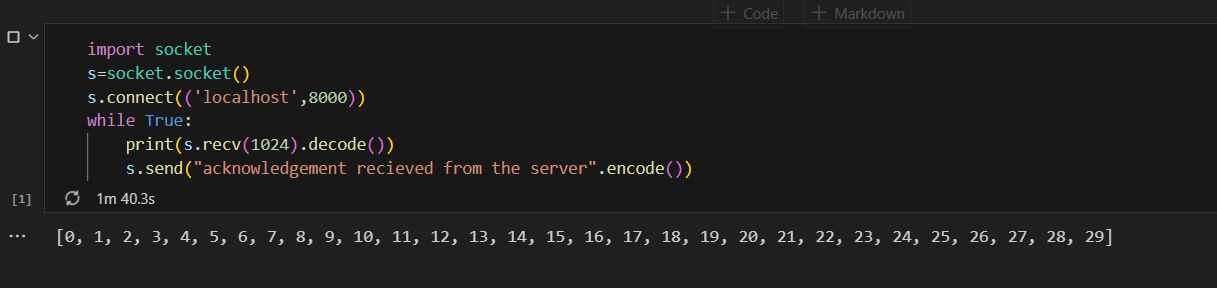 + Code + Markdown
import socket
s=socket.socket()
s.connect(('localhost',8000))
while True:
    print(s.recv(1024).decode())
    s.send("acknowledgement recieved from the server".encode())
[1] 1m 40.3s
... [0, 1, 2, 3, 4, 5, 6, 7, 8, 9, 10, 11, 12, 13, 14, 15, 16, 17, 18, 19, 20, 21, 22, 23, 24, 25, 26, 27, 28, 29]